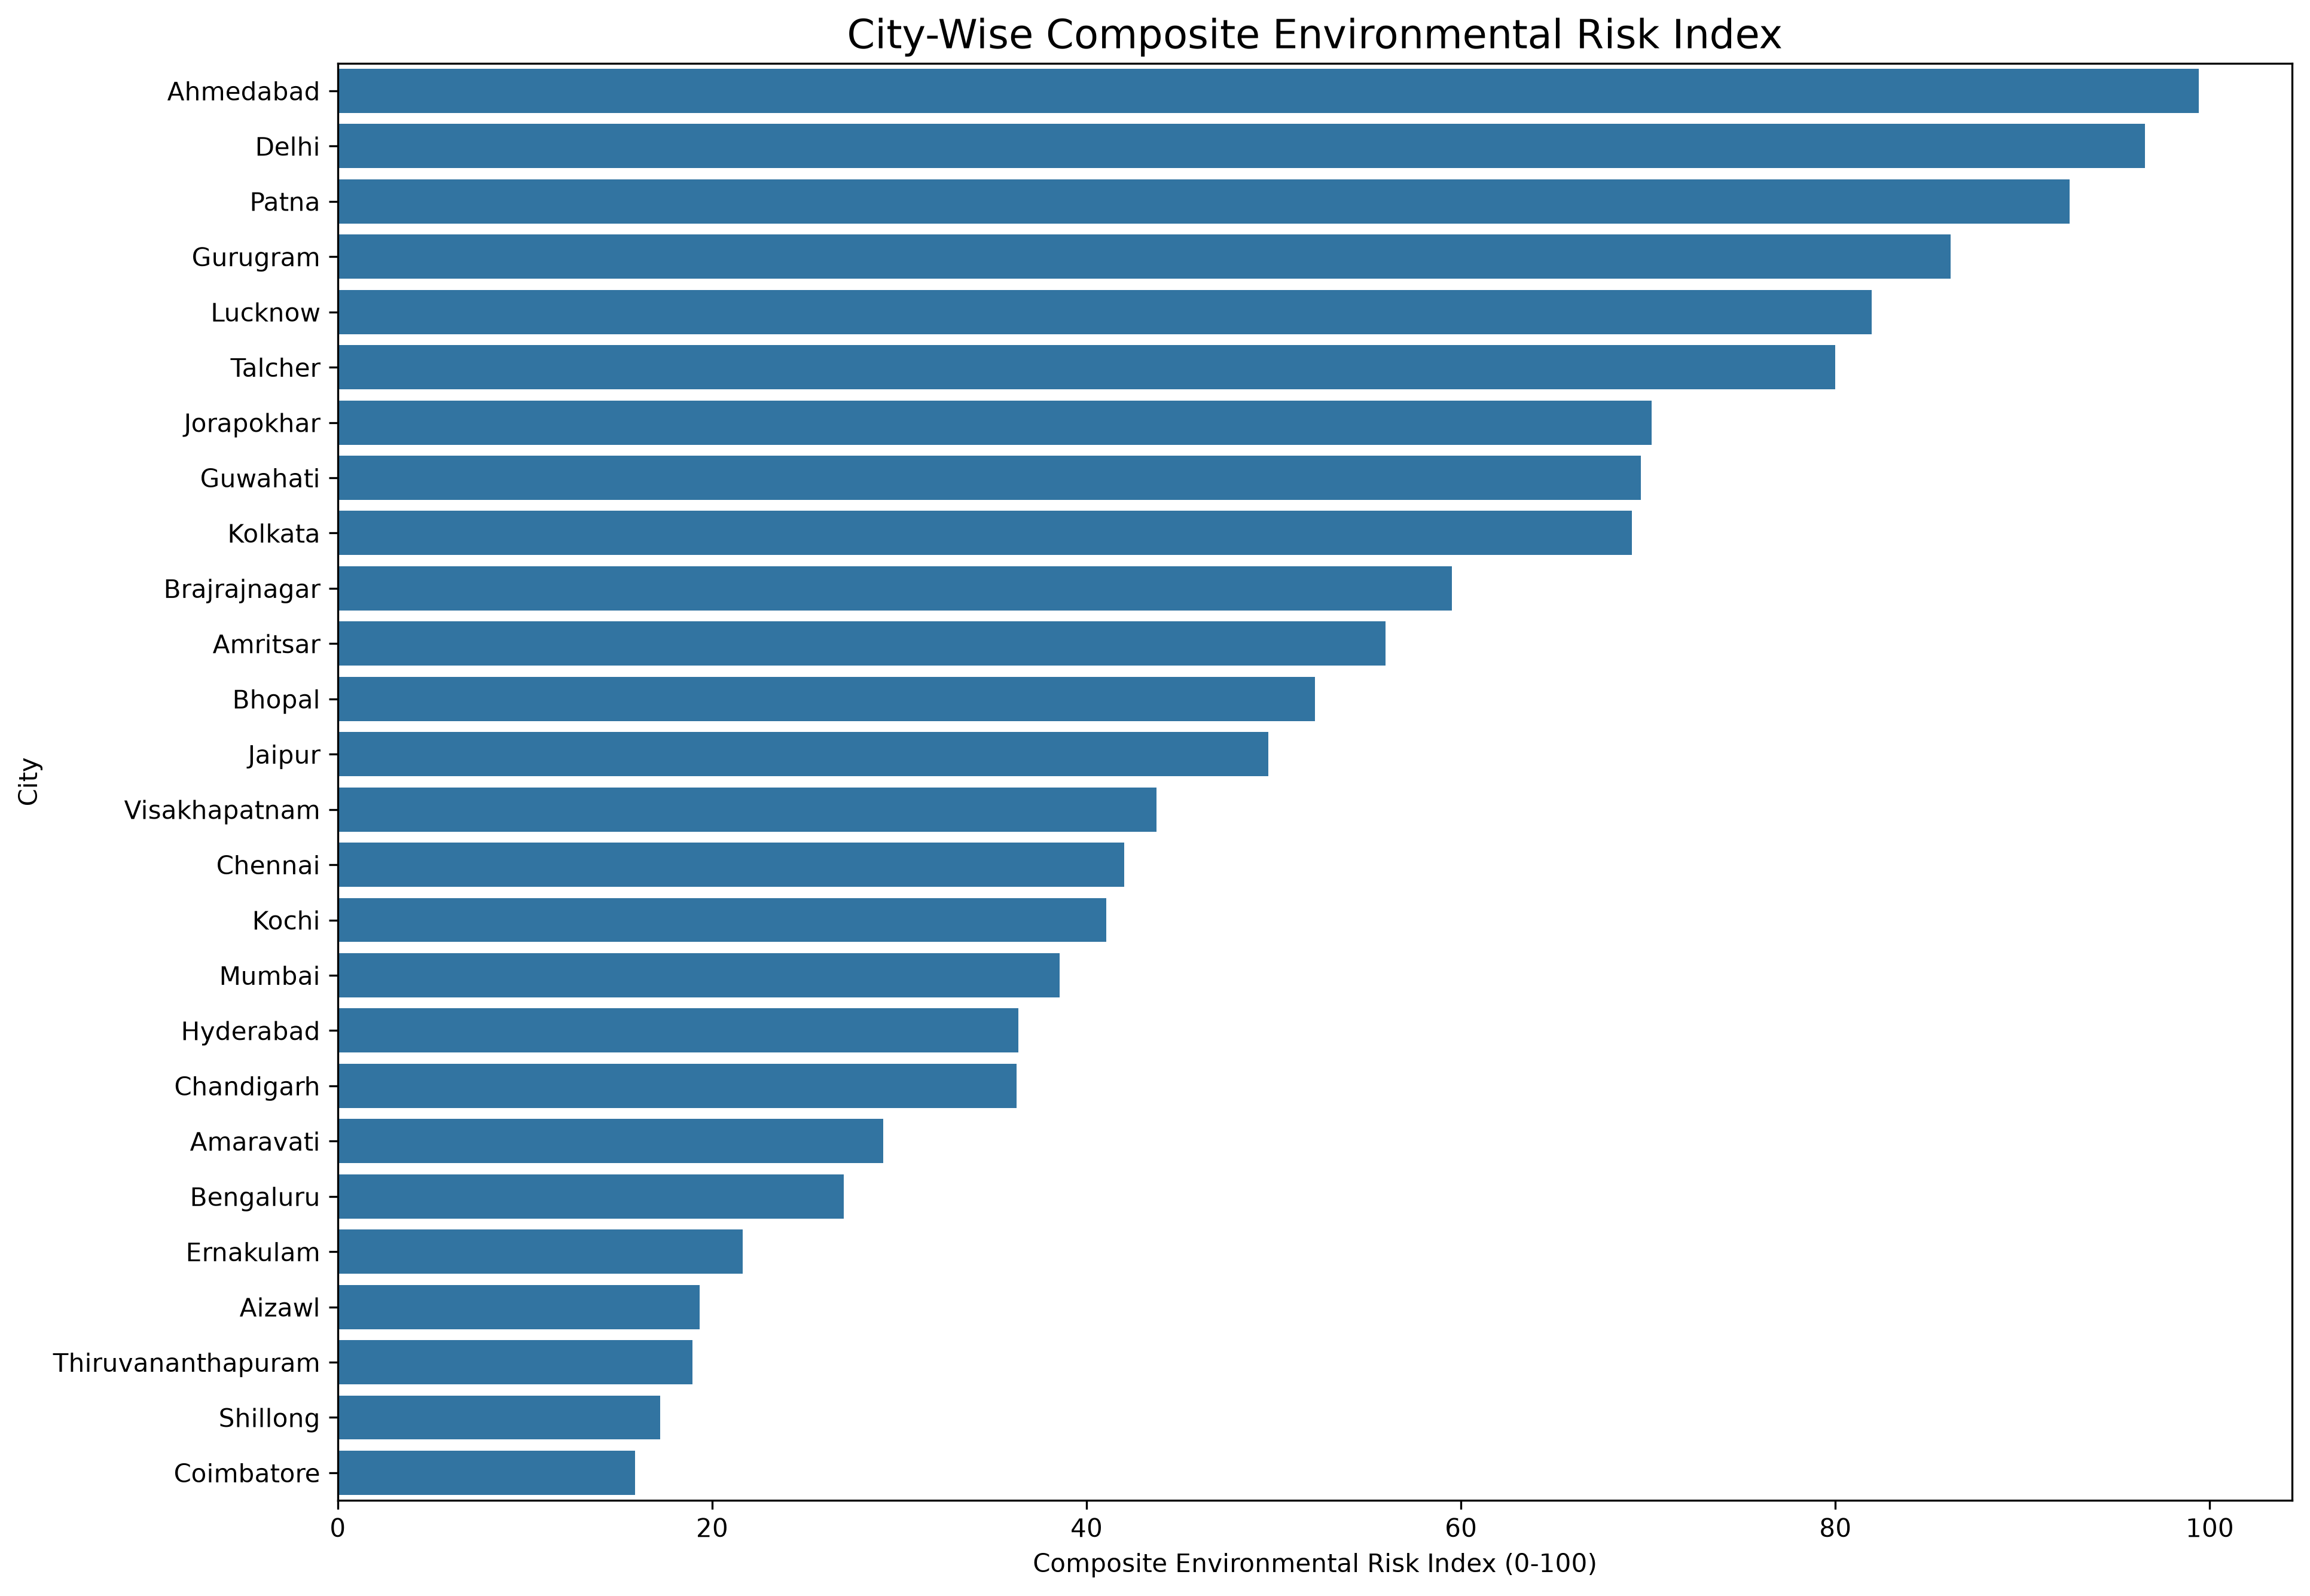 City-Wise Composite Environmental Risk Index
Ahmedabad
Delhi
Patna
Gurugram
Lucknow
Talcher
Jorapokhar
Guwahati
Kolkata
Brajrajnagar
Amritsar
Bhopal
Jaipur
Visakhapatnam
Chennai
Kochi
Mumbai
Hyderabad
Chandigarh
Amaravati
Bengaluru
Ernakulam
Aizawl
Thiruvananthapuram
Shillong
Coimbatore
City
0 20 40 60 80 100
Composite Environmental Risk Index (0-100)